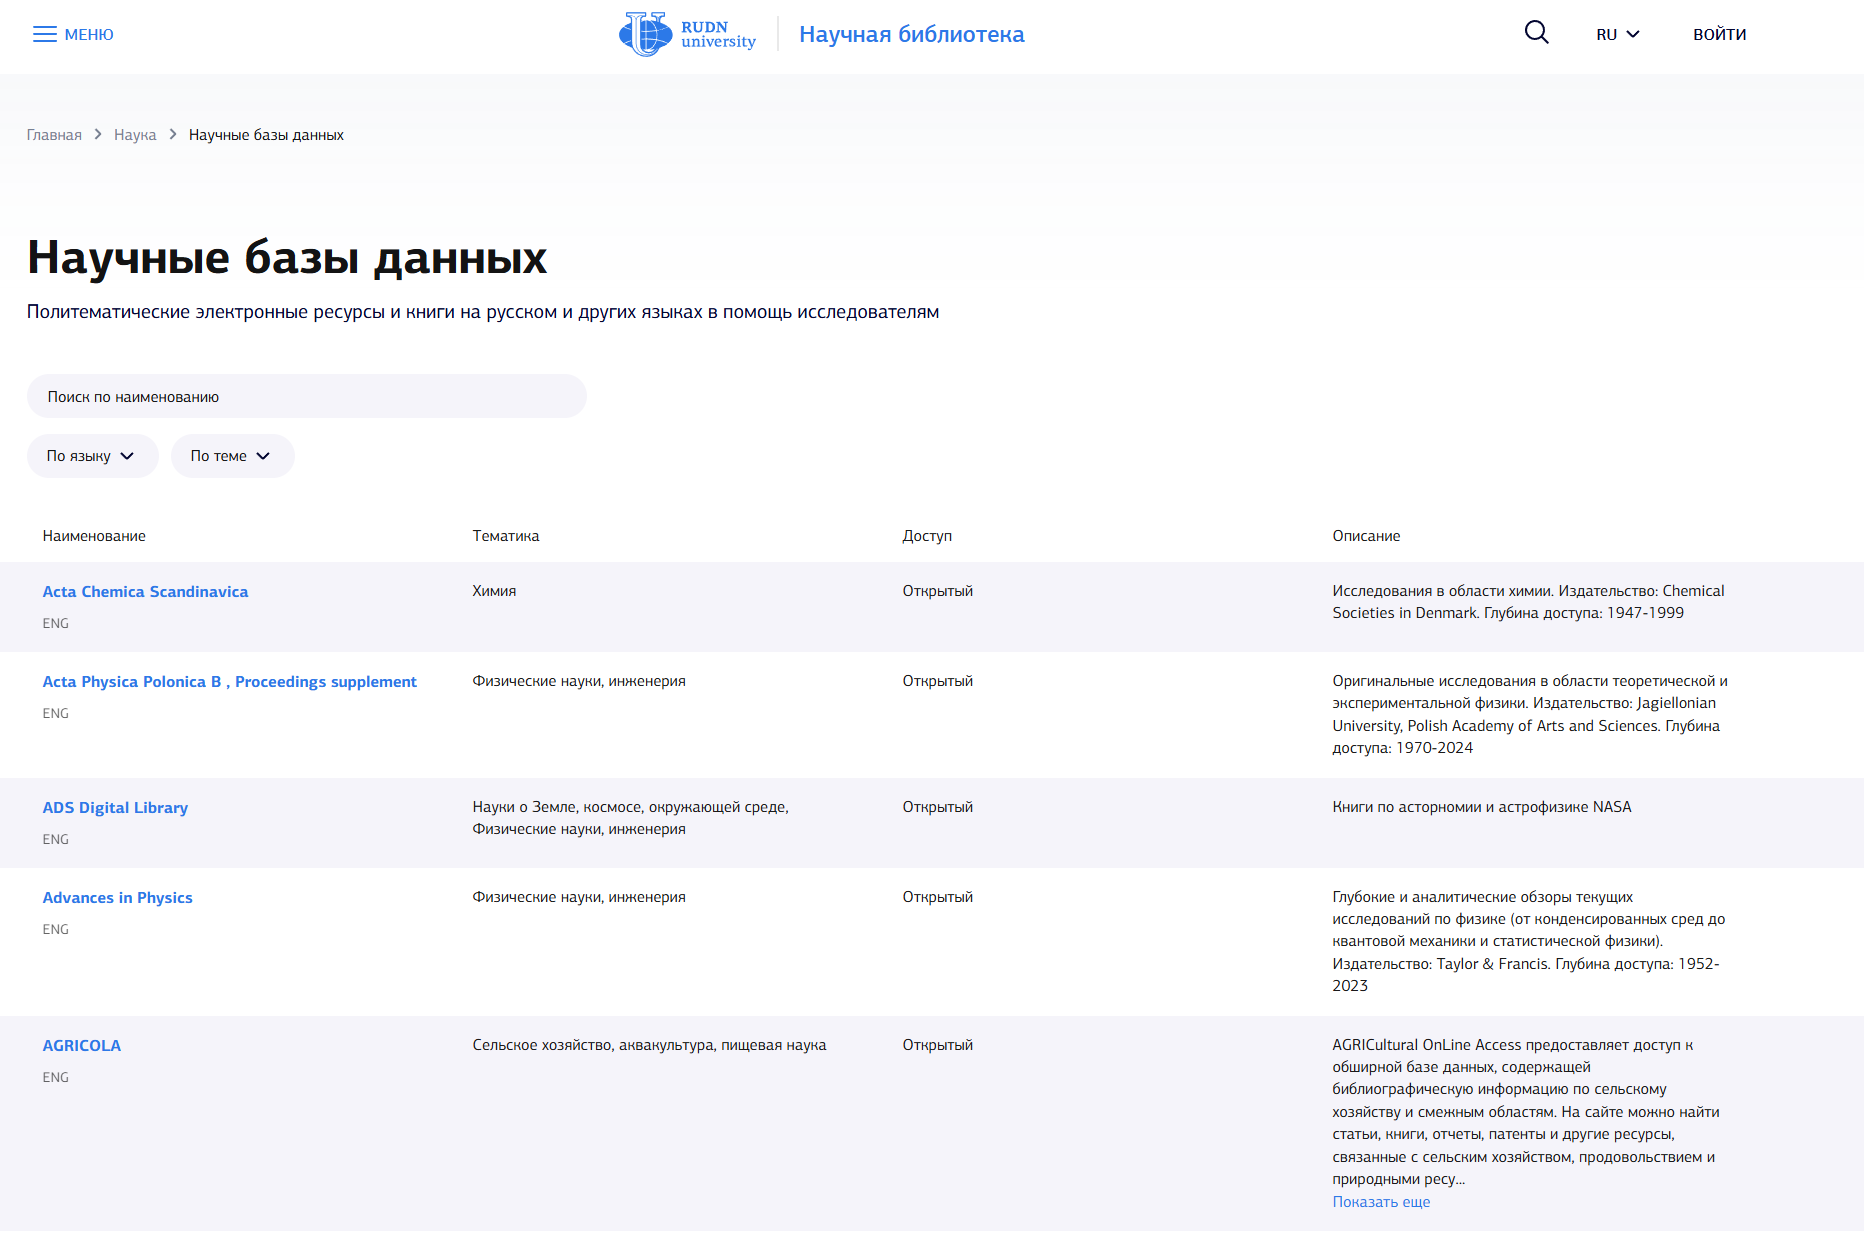 МЕНЮ
RUDN
university
Научная библиотека
RU
ВОЙТИ
Главная > Наука > Научные базы данных
Научные базы данных
Политематические электронные ресурсы и книги на русском и других языках в помощь исследователям
Поиск по наименованию
По языку
По теме
Наименование
Тематика
Доступ
Описание
Acta Chemica Scandinavica
ENG
Химия
Открытый
Исследования в области химии. Издательство: Chemical
Societies in Denmark. Глубина доступа: 1947-1999
Acta Physica Polonica B , Proceedings supplement
ENG
Физические науки, инженерия
Открытый
Оригинальные исследования в области теоретической и
экспериментальной физики. Издательство: Jagiellonian
University, Polish Academy of Arts and Sciences. Глубина
доступа: 1970-2024
ADS Digital Library
ENG
Науки о Земле, космосе, окружающей среде,
Физические науки, инженерия
Открытый
Книги по асторномии и астрофизике NASA
Advances in Physics
ENG
Физические науки, инженерия
Открытый
Глубокие и аналитические обзоры текущих
исследований по физике (от конденсированных сред до
квантовой механики и статистической физики).
Издательство: Taylor & Francis. Глубина доступа: 1952-
2023
AGRICOLA
ENG
Сельское хозяйство, аквакультура, пищевая наука
Открытый
AGRICultural OnLine Access предоставляет доступ к
обширной базе данных, содержащей
библиографическую информацию по сельскому
хозяйству и смежным областям. На сайте можно найти
статьи, книги, отчеты, патенты и другие ресурсы,
связанные с сельским хозяйством, продовольствием и
природными ресу...
Показать еще